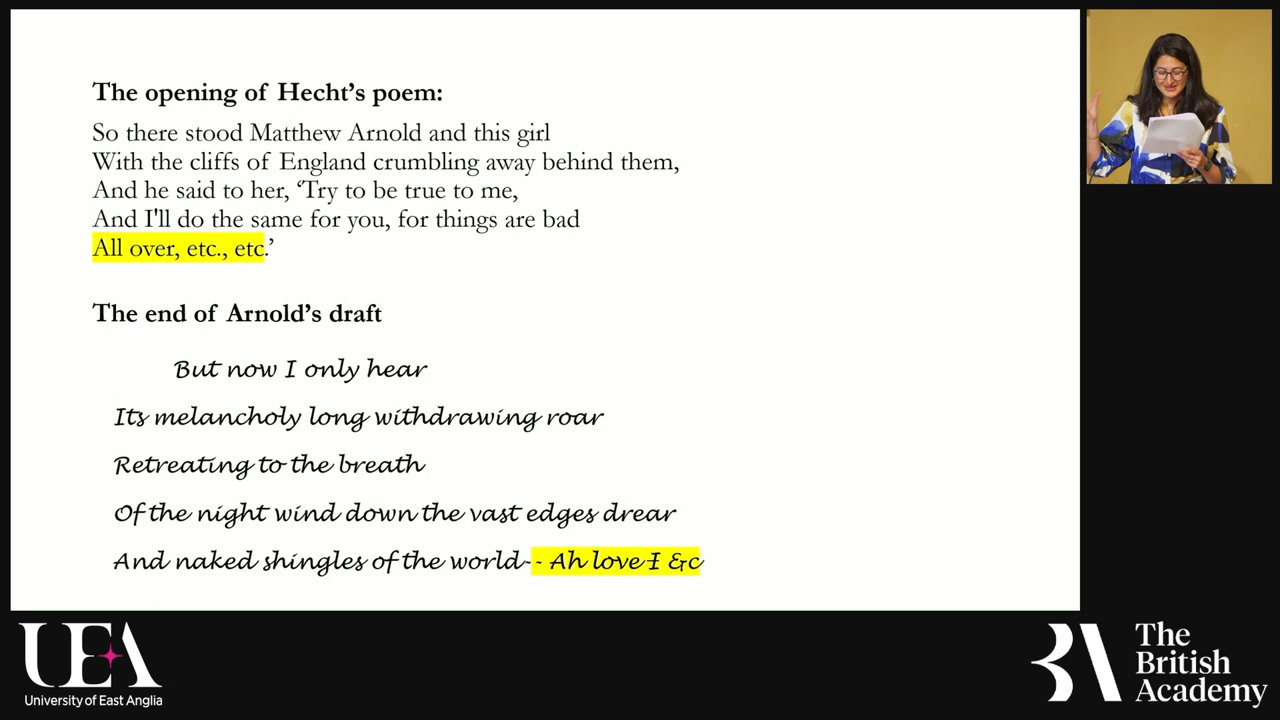 The opening of Hecht's poem:
So there stood Matthew Arnold and this girl
With the cliffs of England crumbling away behind them,
And he said to her, ‘Try to be true to me,
And I'll do the same for you, for things are bad
All over, etc., etc.’
The end of Arnold’s draft
But now I only hear
Its melancholy long withdrawing roar
Retreating to the breath
Of the night wind down the vast edges drear
And naked shingles of the world-- Ah love I &c
UEA
University of East Anglia
BA
The
British
Academy